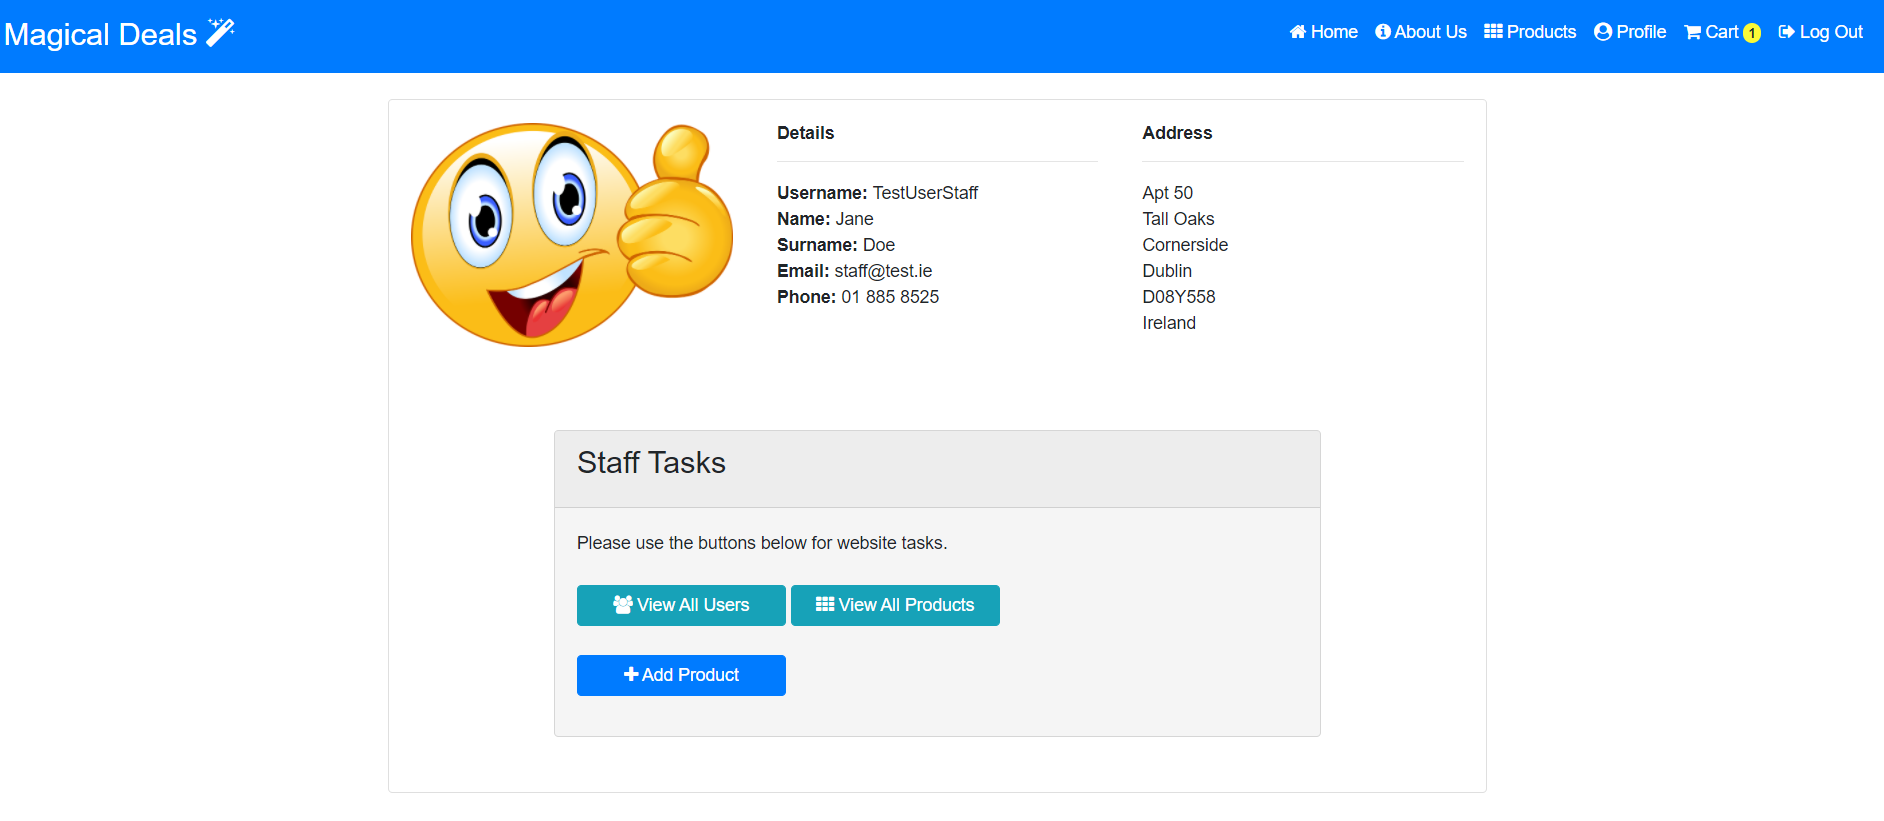 Magical Deals
Home About Us Products Profile Cart 1 Log Out
Details
Username: TestUserStaff
Name: Jane
Surname: Doe
Email: staff@test.ie
Phone: 01 885 8525
Address
Apt 50
Tall Oaks
Cornerside
Dublin
D08Y558
Ireland
Staff Tasks
Please use the buttons below for website tasks.
View All Users View All Products
Add Product